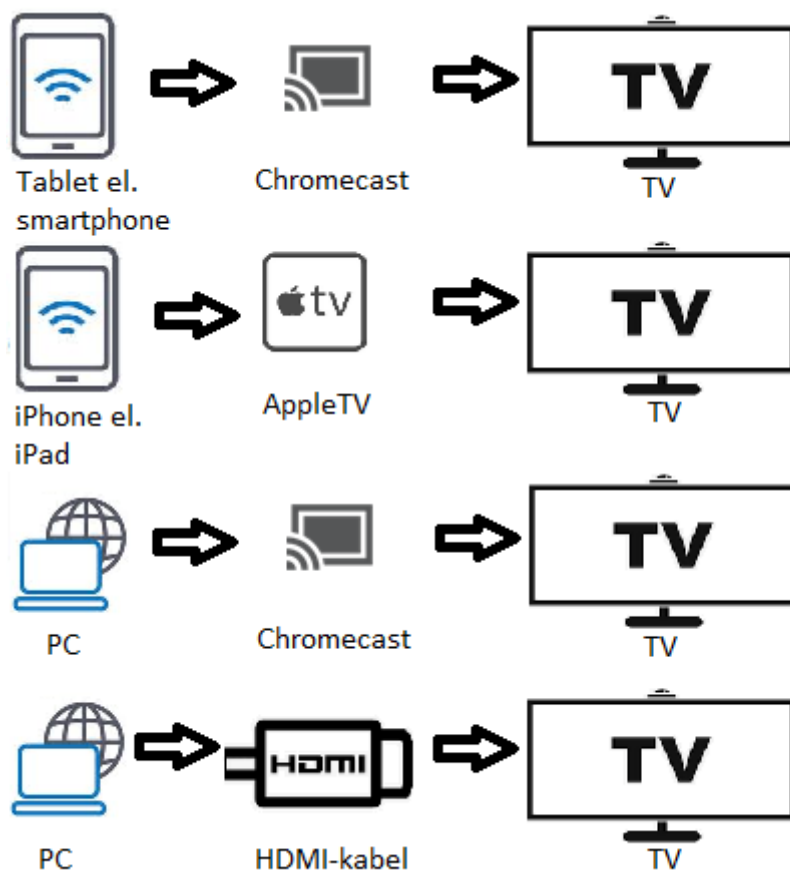 TV
Tablet el.
smartphone
Chromecast
TV
tv
TV
iPhone el.
iPad
AppleTV
TV
TV
PC
Chromecast
TV
HDMI
TV
PC
HDMI-kabel
TV